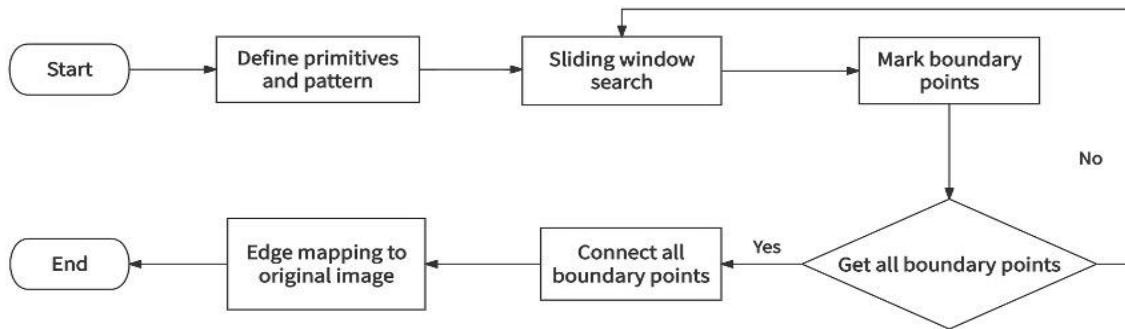 Start
Define primitives
and pattern
Sliding window
search
Mark boundary
points
No
Get all boundary points
Yes
Connect all
boundary points
Edge mapping to
original image
End